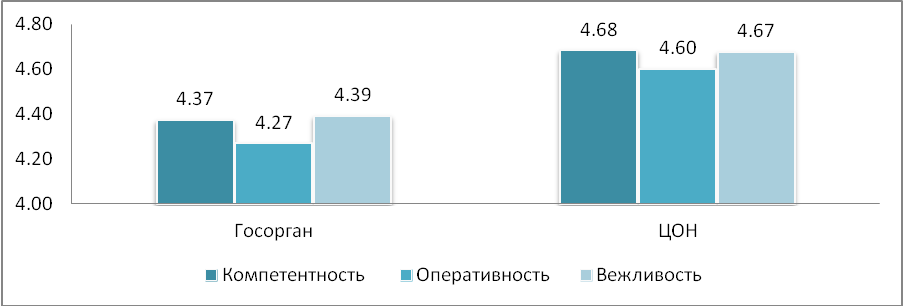 4.80
4.60
4.40
4.20
4.00
4.37
4.27
4.39
4.68
4.60
4.67
Госорган
ЦОН
Компетентность
Оперативность
Вежливость